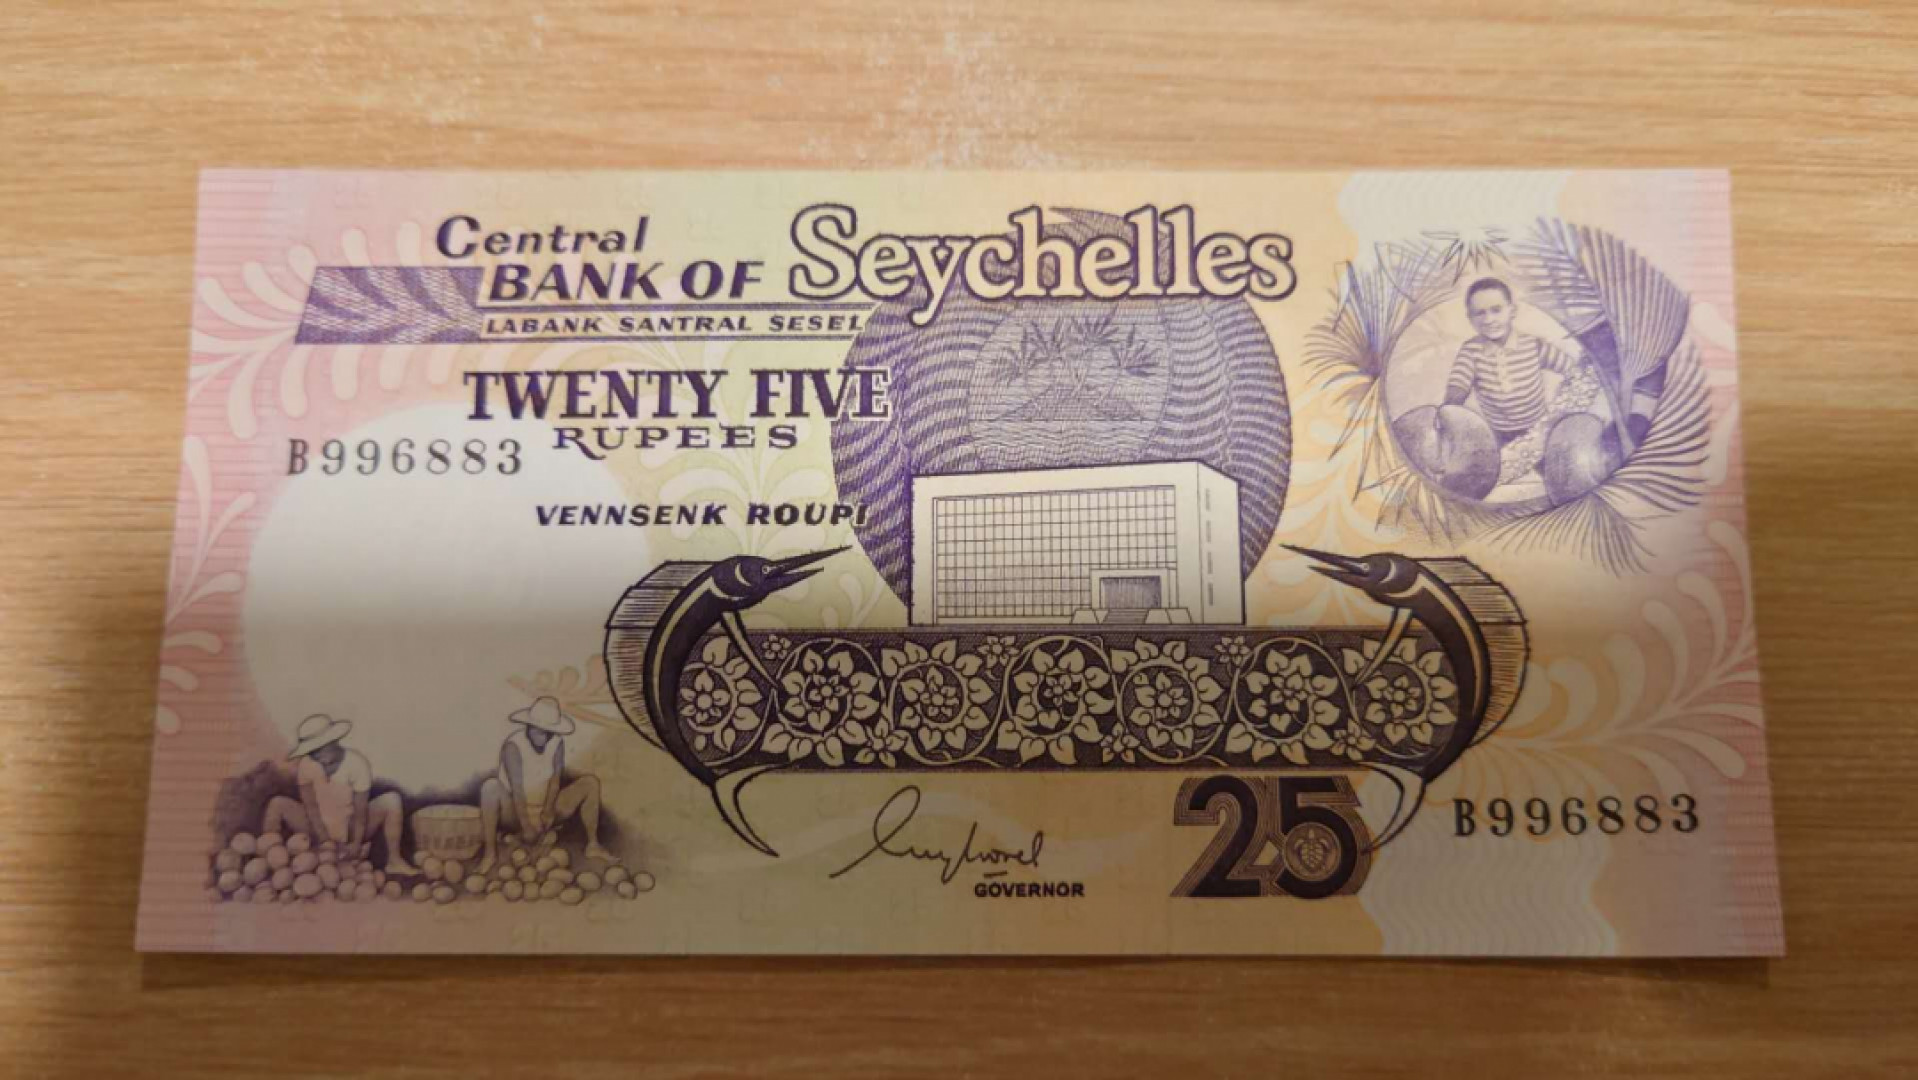 Central
BANK OF Seychelles
LABANK SANTRAL SESEL
TWENTY FIVE
RUPEES
B996883
VENNSENK ROUPI
GOVERNOR
25
B996883